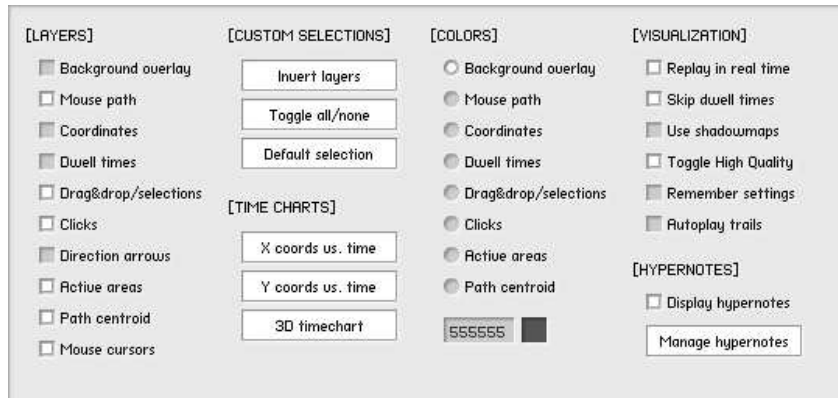 [LAYERS]
Background overlay
Mouse path
Coordinates
Dwell times
Drag&drop/selections
Clicks
Direction arrows
Active areas
Path centroid
Mouse cursors
[CUSTOM SELECTIONS]
Invert layers
Toggle all/none
Default selection
[TIME CHARTS]
X coords vs. time
Y coords vs. time
3D timechart
[COLORS]
Background overlay
Mouse path
Coordinates
Dwell times
Drag&drop/selections
Clicks
Active areas
Path centroid
555555
[VISUALIZATION]
Replay in real time
Skip dwell times
Use shadowmaps
Toggle High Quality
Remember settings
Autoplay trails
[HYPERNOTES]
Display hypernotes
Manage hypernotes